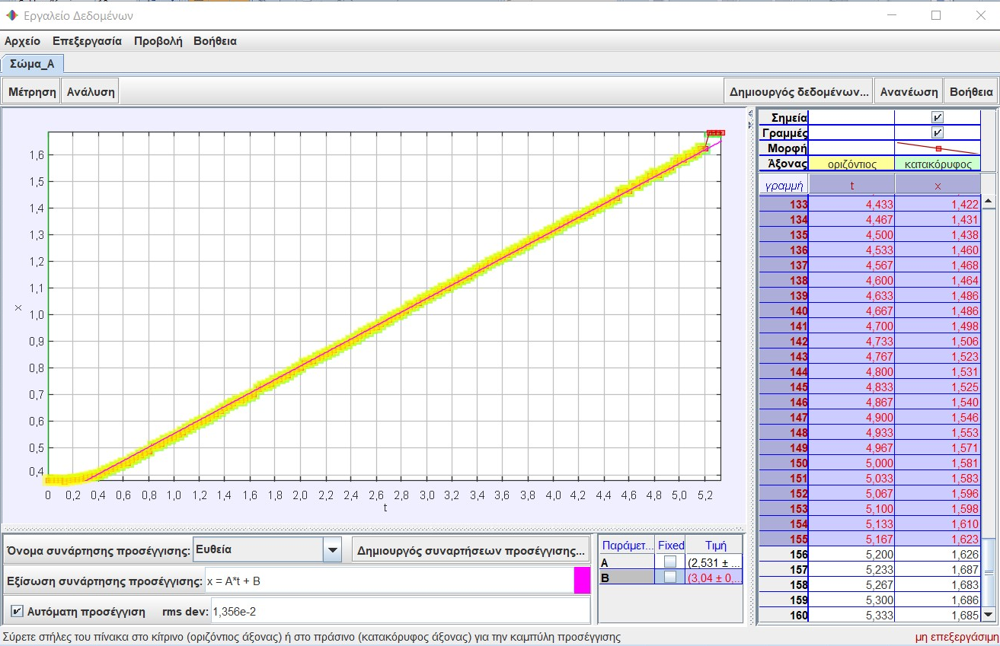 Εργαλείο Δεδομένων
Αρχείο Επεξεργασία Προβολή Βοήθεια
Σώμα_Α
Μέτρηση Ανάλυση Δημιουργός δεδομένων... Ανανέωση Βοήθεια
1,6
1,5
1,4
1,3
1,2
1,1
1,0
0,9
0,8
0,7
0,6
0,5
0,4
x
0 0,2 0,4 0,6 0,8 1,0 1,2 1,4 1,6 1,8 2,0 2,2 2,4 2,6 2,8 3,0 3,2 3,4 3,6 3,8 4,0 4,2 4,4 4,6 4,8 5,0 5,2
t
Σημεία
Γραμμές
Μορφή
Άξονας οριζόντιος κατακόρυφος
γραμμή t x
133 4,433 1,422
134 4,467 1,431
135 4,500 1,438
136 4,533 1,460
137 4,567 1,468
138 4,600 1,464
139 4,633 1,486
140 4,667 1,486
141 4,700 1,498
142 4,733 1,506
143 4,767 1,523
144 4,800 1,531
145 4,833 1,525
146 4,867 1,540
147 4,900 1,546
148 4,933 1,553
149 4,967 1,571
150 5,000 1,581
151 5,033 1,583
152 5,067 1,596
153 5,100 1,598
154 5,133 1,610
155 5,167 1,623
156 5,200 1,626
157 5,233 1,687
158 5,267 1,683
159 5,300 1,686
160 5,333 1,685
Όνομα συνάρτησης προσέγγισης: Ευθεία Δημιουργός συναρτήσεων προσέγγισης...
Εξίσωση συνάρτησης προσέγγισης: x = A*t + B
Αυτόματη προσέγγιση rms dev: 1,356e-2
Παράμετ... Fixed Τιμή
A (2,531 ± ...
B (3,04 ± 0,...
Σύρετε στήλες του πίνακα στο κίτρινο (οριζόντιος άξονας) ή στο πράσινο (κατακόρυφος άξονας) για την καμπύλη προσέγγισης μη επεξεργάσιμη